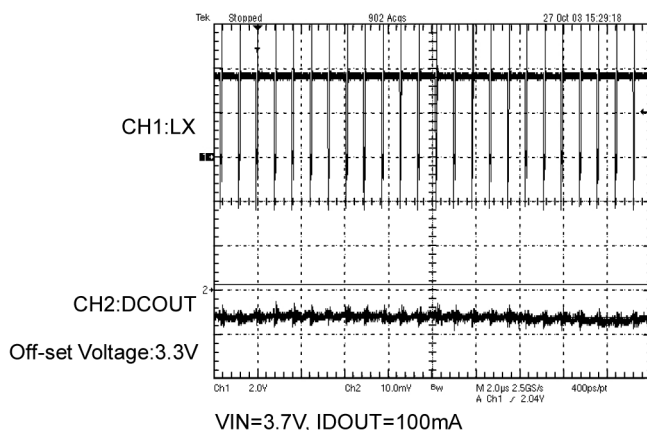 Tek Stopped 902 Acqs 27 Oct 03 15:29:18
CH1:LX
CH2:DCOUT
2
Off-set Voltage:3.3V
Ch1 2.0V Ch2 10.0mV Bw M 2.0µs 2.5GS/s 400ps/pt
A Ch1 2.04V
VIN=3.7V, IDOUT=100mA